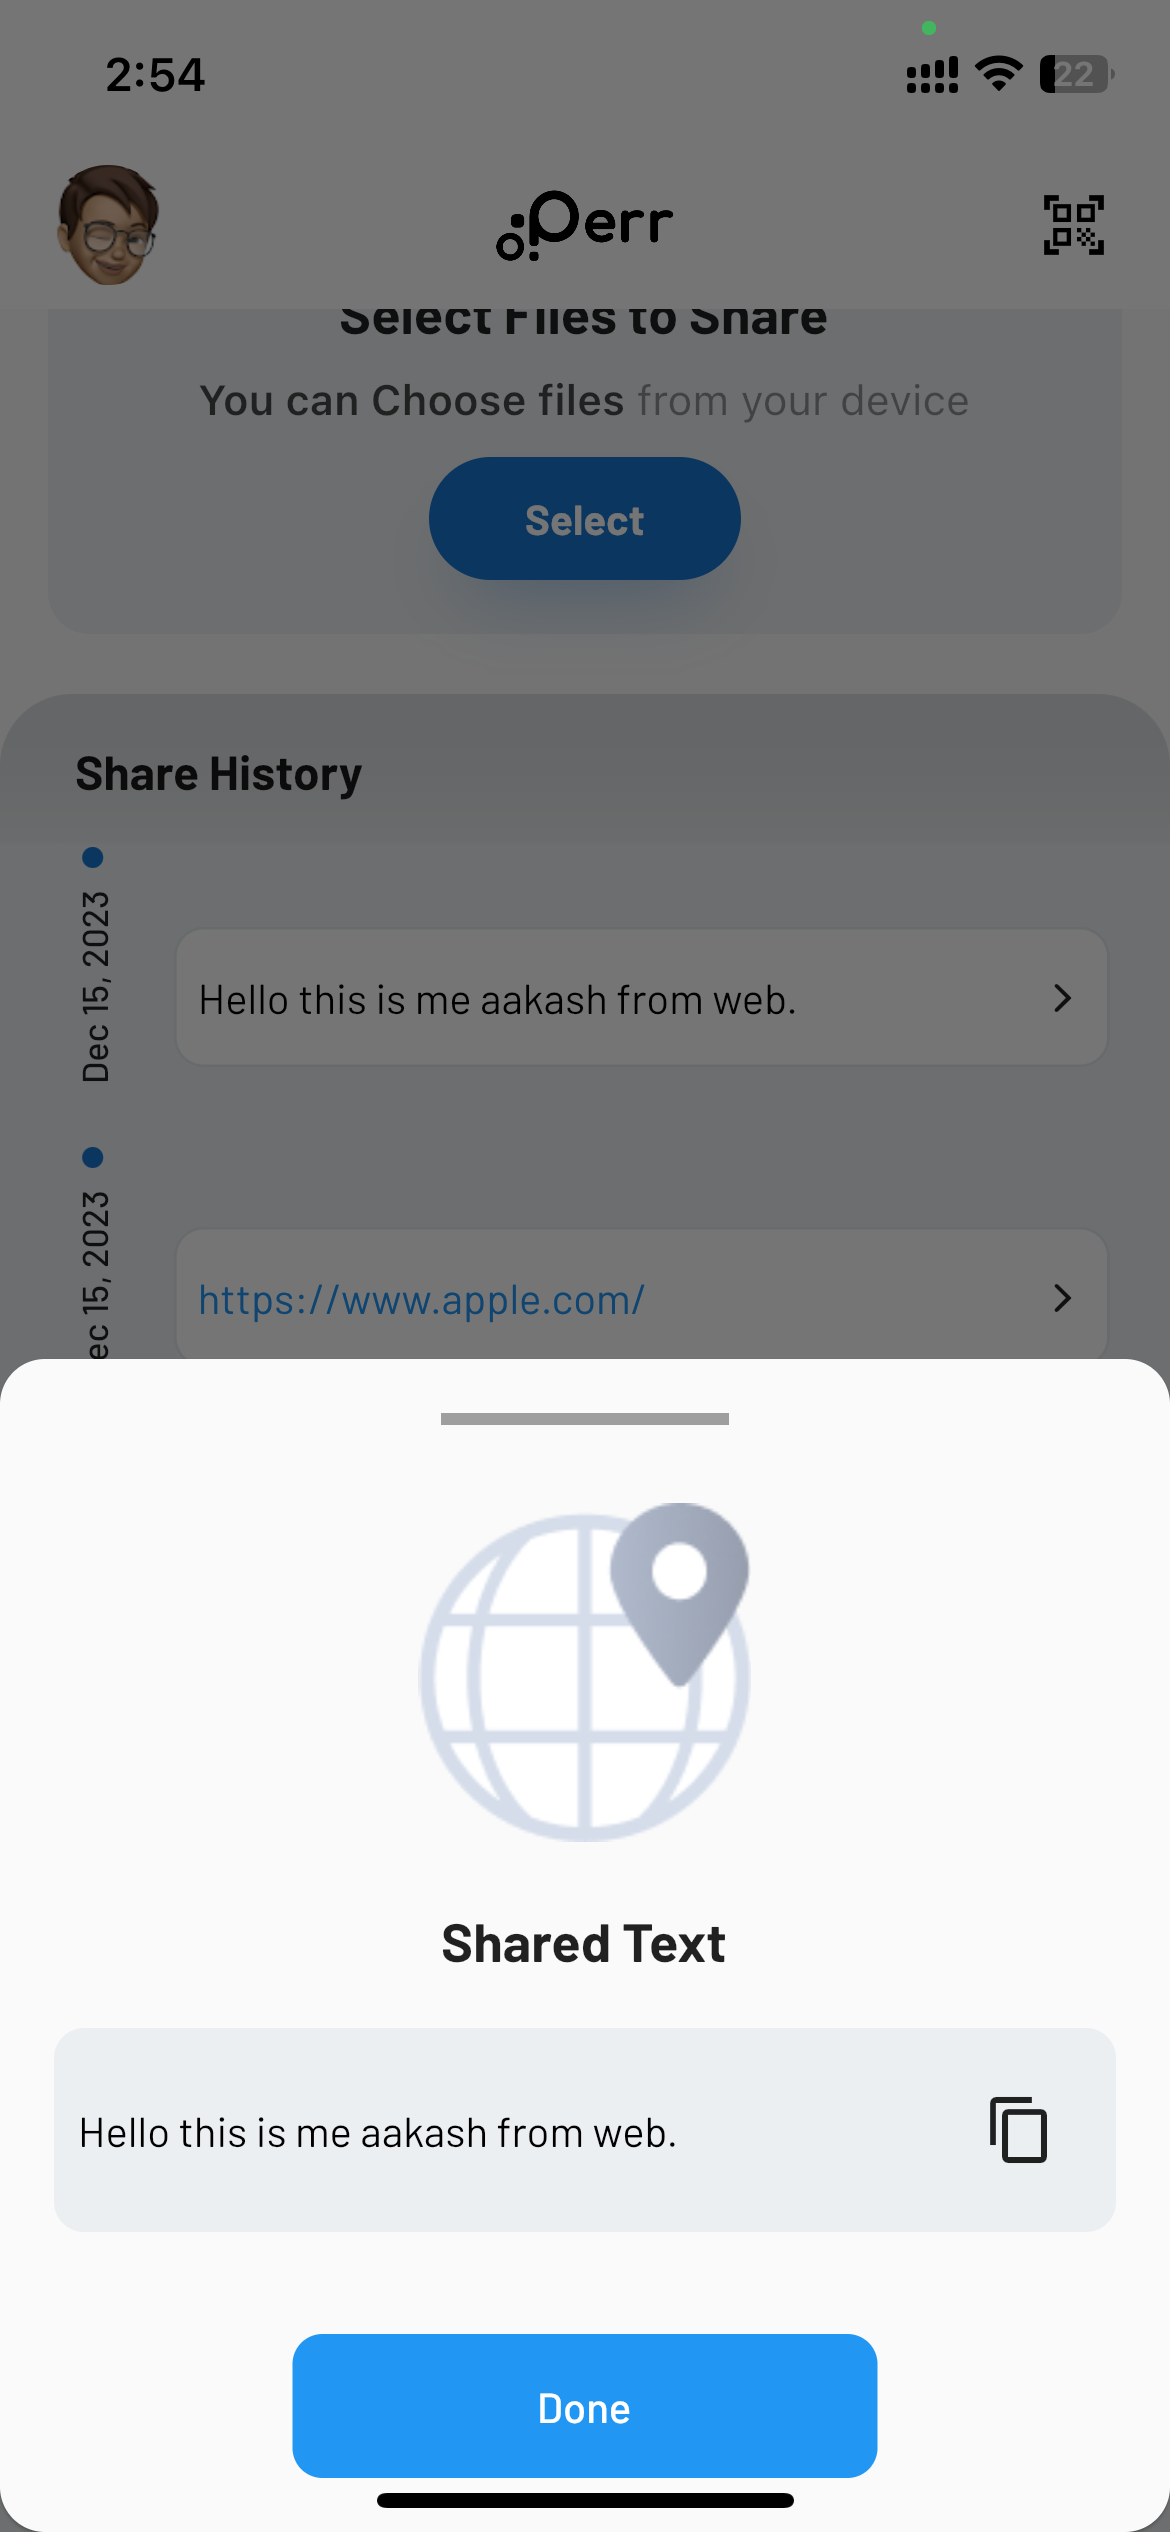 2:54
22
Perr
Select Files to Share
You can Choose files from your device
Select
Share History
Dec 15, 2023
Hello this is me aakash from web.
ec 15, 2023
https://www.apple.com/
Shared Text
Hello this is me aakash from web.
Done